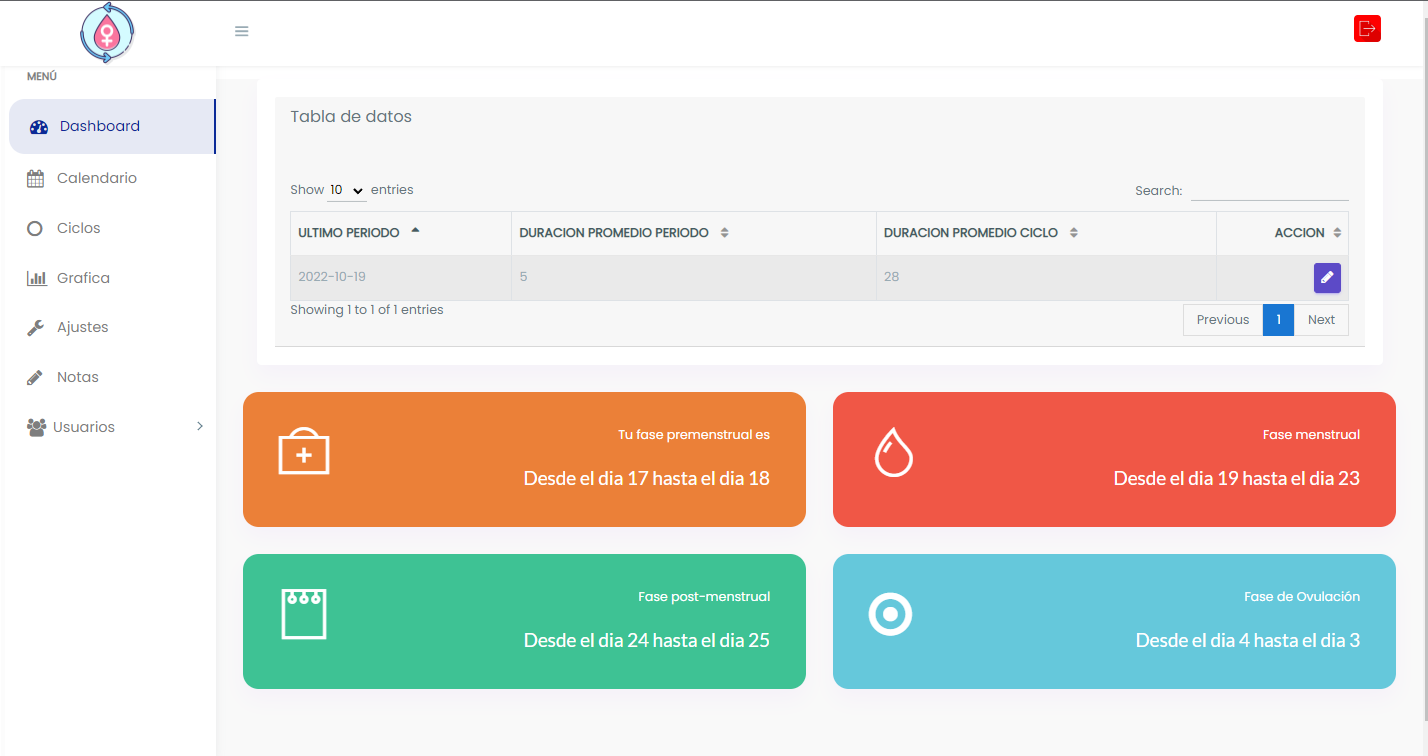 MENÚ
Dashboard
Calendario
Ciclos
Grafica
Ajustes
Notas
Usuarios
Tabla de datos
Show 10 entries
Search:
ULTIMO PERIODO DURACION PROMEDIO PERIODO DURACION PROMEDIO CICLO ACCION
2022-10-19 5 28
Showing 1 to 1 of 1 entries
Previous 1 Next
Tu fase premenstrual es
Desde el dia 17 hasta el dia 18
Fase menstrual
Desde el dia 19 hasta el dia 23
Fase post-menstrual
Desde el dia 24 hasta el dia 25
Fase de Ovulación
Desde el dia 4 hasta el dia 3